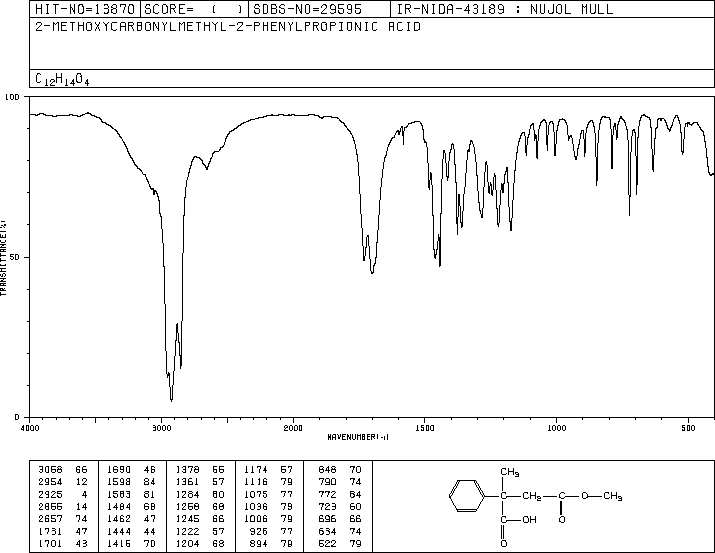 HIT-NO=13870 SCORE= ( ) SDBS-NO=29595 IR-NIDA-43189 : NUJOL MULL
2-METHOXYCARBONYLMETHYL-2-PHENYLPROPIONIC ACID
C12H14O4
100
50
0
TRANSMITTANCE(%)
4000 3000 2000 1500 1000 500
WAVENUMBER(-1)
3058 66 1690 46 1378 55 1174 57 848 70
2954 12 1598 84 1361 57 1116 79 790 74
2925 4 1583 81 1284 60 1075 77 772 84
2855 14 1484 68 1258 68 1036 79 723 60
2657 74 1462 47 1245 66 1006 79 696 66
1731 47 1444 44 1222 57 926 77 634 74
1701 43 1415 70 1204 68 894 79 522 79
CH3
C CH2 C O CH3
C OH O
O